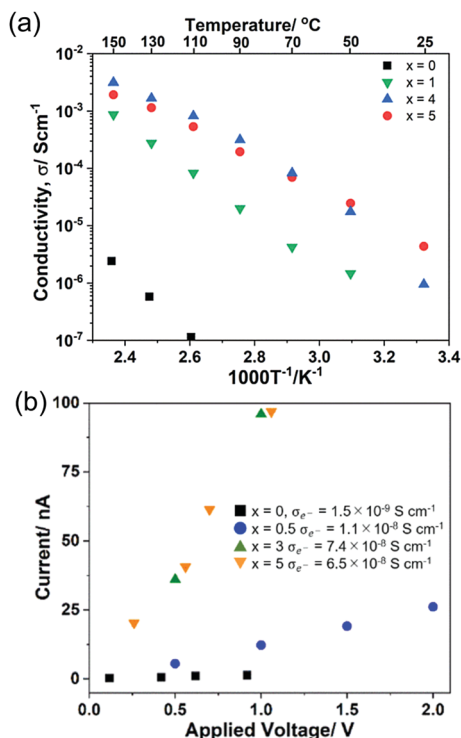 (a)
Temperature/ °C
150 130 110 90 70 50 25
x = 0
x = 1
x = 4
x = 5
Conductivity, σ/ Scm⁻¹
10⁻²
10⁻³
10⁻⁴
10⁻⁵
10⁻⁶
10⁻⁷
2.4 2.6 2.8 3.0 3.2 3.4
1000T⁻¹/K⁻¹
(b)
Current/ nA
100
75
50
25
0
x = 0, σₑ₋ = 1.5×10⁻⁹ S cm⁻¹
x = 0.5 σₑ₋ = 1.1×10⁻⁸ S cm⁻¹
x = 3 σₑ₋ = 7.4×10⁻⁸ S cm⁻¹
x = 5 σₑ₋ = 6.5×10⁻⁸ S cm⁻¹
0.0 0.5 1.0 1.5 2.0
Applied Voltage/ V